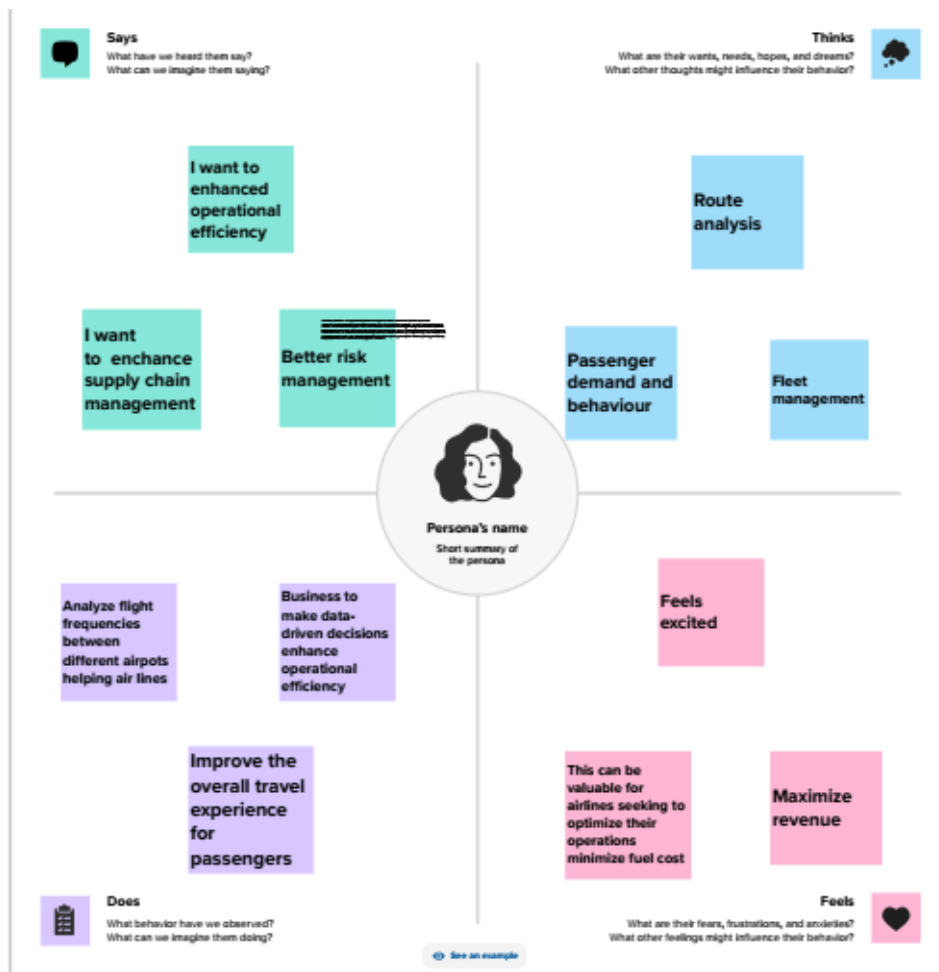 Says
What have we heard them say?
What can we imagine them saying?
Thinks
What are their wants, needs, hopes, and dreams?
What other thoughts might influence their behavior?
I want to
enhanced
operational
efficiency
I want
to enchance
supply chain
management
Better risk
management
Route
analysis
Passenger
demand and
behaviour
Fleet
management
Persona's name
Short summary of
the persona
Analyze flight
frequencies
between
different airpots
helping air lines
Business to
make data-
driven decisions
enhance
operational
efficiency
Improve the
overall travel
experience
for
passengers
Feels
excited
This can be
valuable for
airlines seeking to
optimize their
operations
minimize fuel cost
Maximize
revenue
Does
What behavior have we observed?
What can we imagine them doing?
Feels
What are their fears, frustrations, and anxieties?
What other feelings might influence their behavior?
See an example